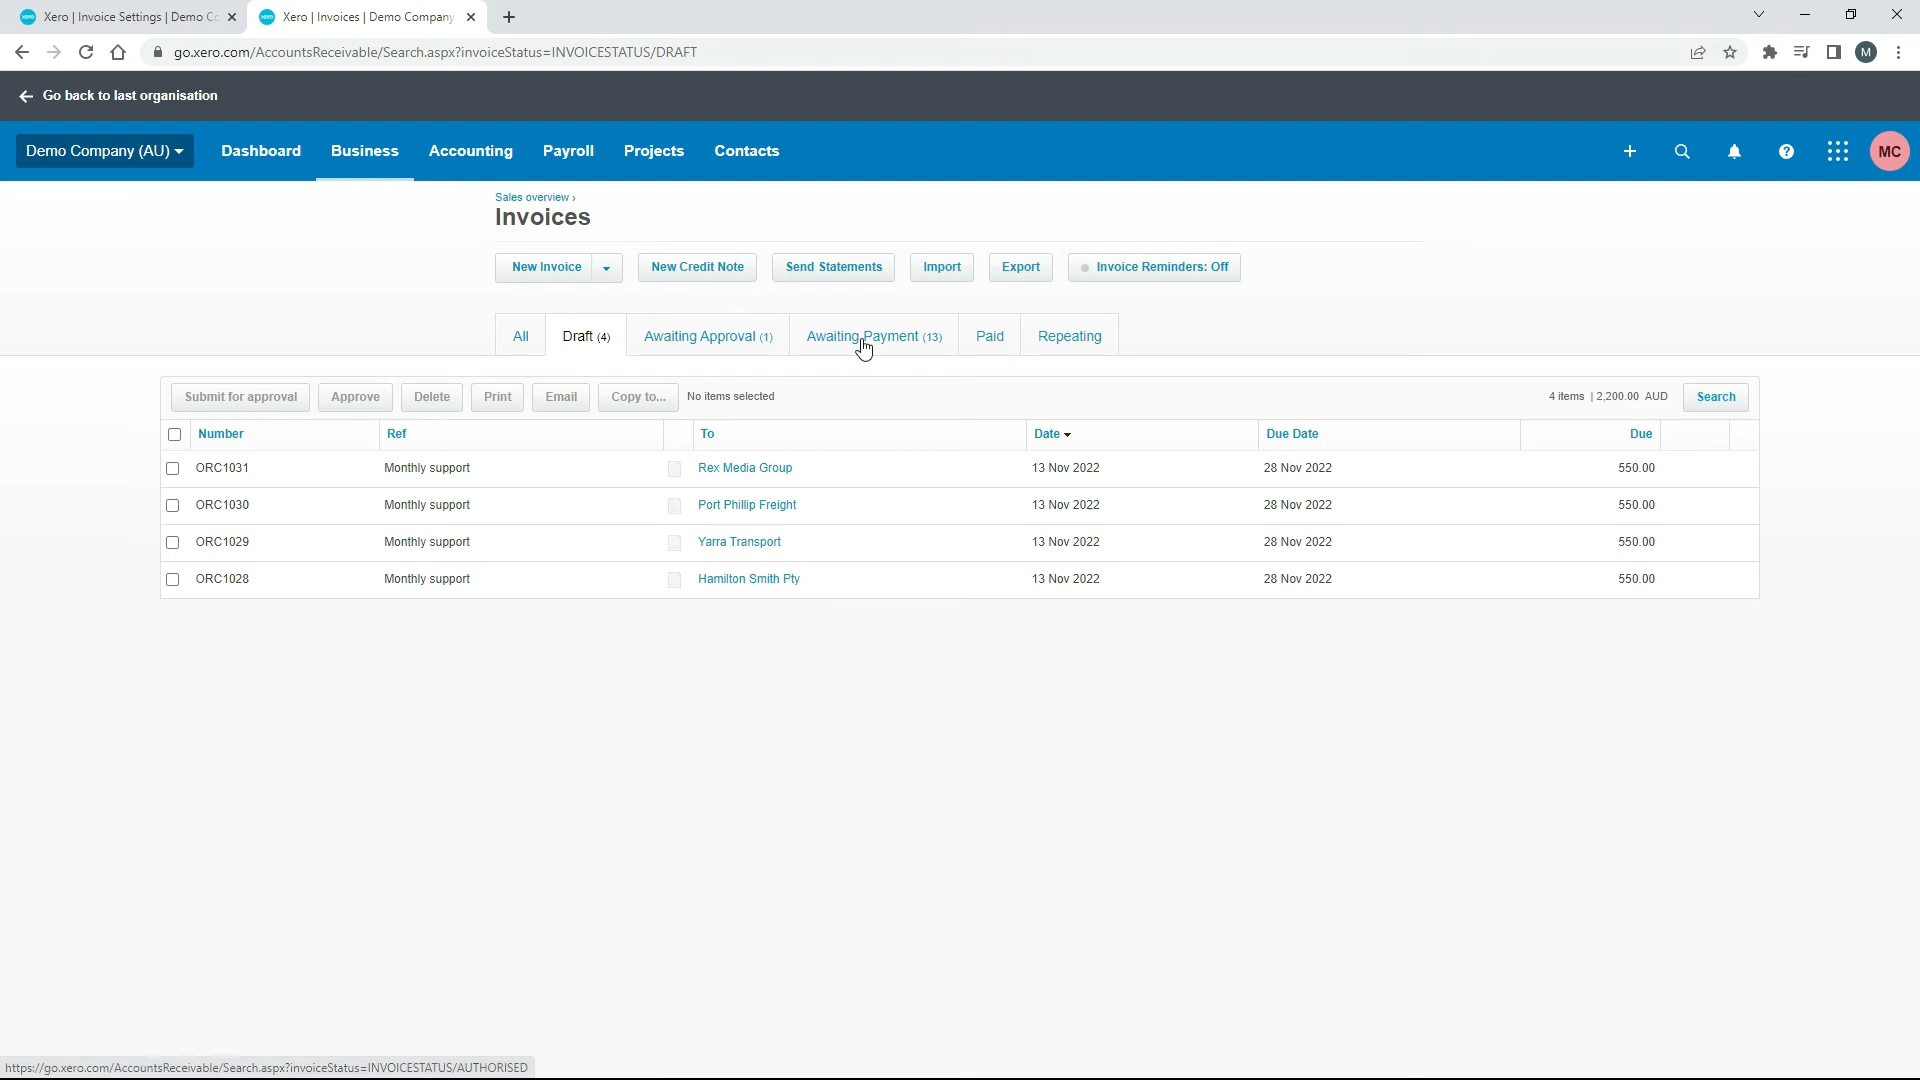 Xero | Invoice Settings | Demo Co
Xero | Invoices | Demo Company
go.xero.com/AccountsReceivable/Search.aspx?invoiceStatus=INVOICESTATUS/DRAFT
M
Go back to last organisation
Demo Company (AU)
Dashboard
Business
Accounting
Payroll
Projects
Contacts
MC
Sales overview ›
Invoices
New Invoice
New Credit Note
Send Statements
Import
Export
Invoice Reminders: Off
All
Draft (4)
Awaiting Approval (1)
Awaiting Payment (13)
Paid
Repeating
Submit for approval
Approve
Delete
Print
Email
Copy to...
No items selected
4 items | 2,200.00 AUD
Search
Number Ref To Date Due Date Due
ORC1031 Monthly support Rex Media Group 13 Nov 2022 28 Nov 2022 550.00
ORC1030 Monthly support Port Phillip Freight 13 Nov 2022 28 Nov 2022 550.00
ORC1029 Monthly support Yarra Transport 13 Nov 2022 28 Nov 2022 550.00
ORC1028 Monthly support Hamilton Smith Pty 13 Nov 2022 28 Nov 2022 550.00
https://go.xero.com/AccountsReceivable/Search.aspx?invoiceStatus=INVOICESTATUS/AUTHORISED